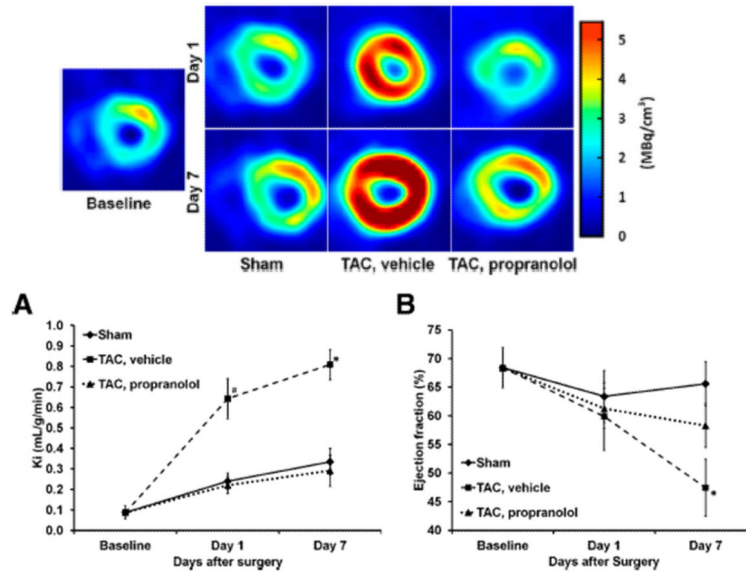 Day 1
Day 7
Baseline
Sham
TAC, vehicle
TAC, propranolol
5
4
3
2
1
0
(MBq/cm³)
A
Ki (mL/g/min)
1.0
0.9
0.8
0.7
0.6
0.5
0.4
0.3
0.2
0.1
0.0
Sham
TAC, vehicle
TAC, propranolol
#
*
Baseline
Day 1
Day 7
Days after surgery
B
Ejection fraction (%)
75
70
65
60
55
50
45
40
Sham
TAC, vehicle
TAC, propranolol
*
Baseline
Day 1
Day 7
Days after Surgery